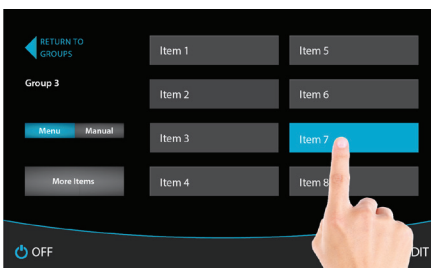 RETURN TO
GROUPS
Group 3
Menu Manual
More Items
Item 1
Item 2
Item 3
Item 4
Item 5
Item 6
Item 7
Item 8
OFF